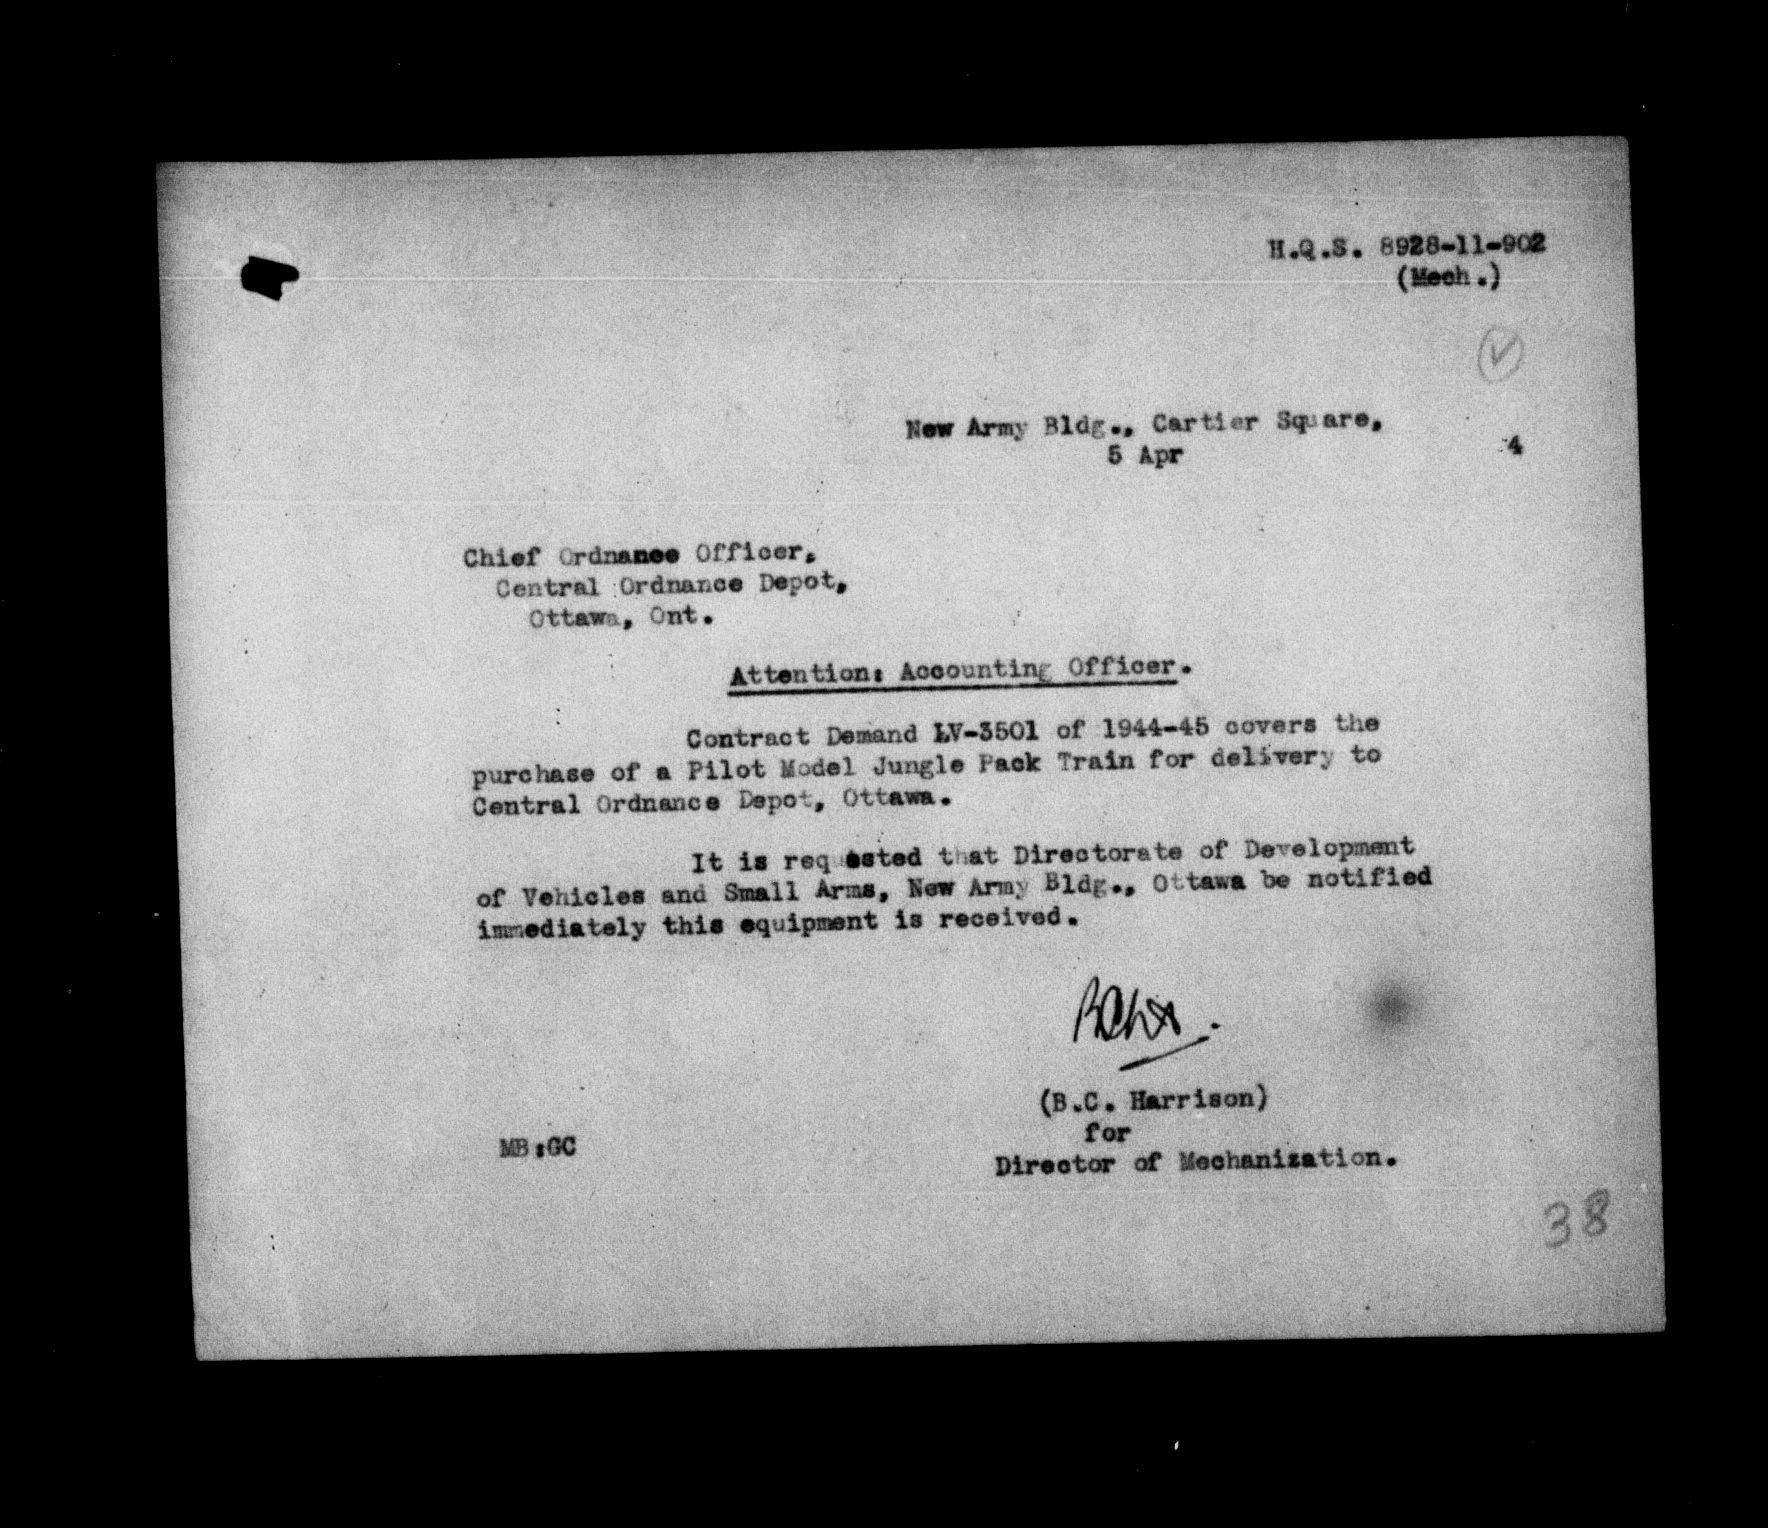 H.Q.S. 8928-11-902
(Mech.)
New Army Bldg., Cartier Square,
5 Apr 4
Chief Ordnance Officer,
Central Ordnance Depot,
Ottawa, Ont.
Attention: Accounting Officer.
Contract Demand LV-3501 of 1944-45 covers the
purchase of a Pilot Model Jungle Pack Train for delivery to
Central Ordnance Depot, Ottawa.
It is requested that Directorate of Development
of Vehicles and Small Arms, New Army Bldg., Ottawa be notified
immediately this equipment is received.
(B.C. Harrison)
for
MB:GC
Director of Mechanization.
38